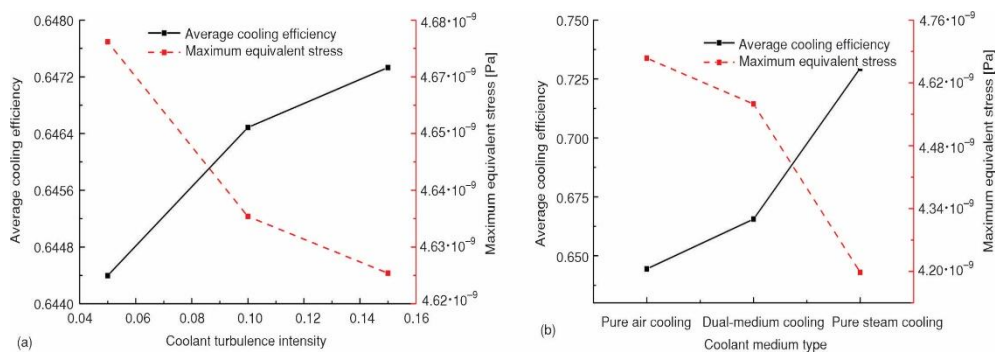 Average cooling efficiency
0.6480
0.6472
0.6464
0.6456
0.6448
0.6440
Average cooling efficiency
Maximum equivalent stress
4.68
4.67•10⁻⁹
4.65•10⁻⁹
4.64•10⁻⁹
4.63•10⁻⁹
4.62•10⁻⁹
Maximum equivalent stress [Pa]
0.04 0.06 0.08 0.10 0.12 0.14 0.16
(a)
Coolant turbulence intensity
Average cooling efficiency
0.750
0.725
0.700
0.675
0.650
Average cooling efficiency
Maximum equivalent stress
4.76•10⁻⁹
4.62•10⁻⁹
4.48•10⁻⁹
4.34•10⁻⁹
4.20•10⁻⁹
Maximum equivalent stress [Pa]
Pure air cooling Dual-medium cooling Pure steam cooling
(b)
Coolant medium type